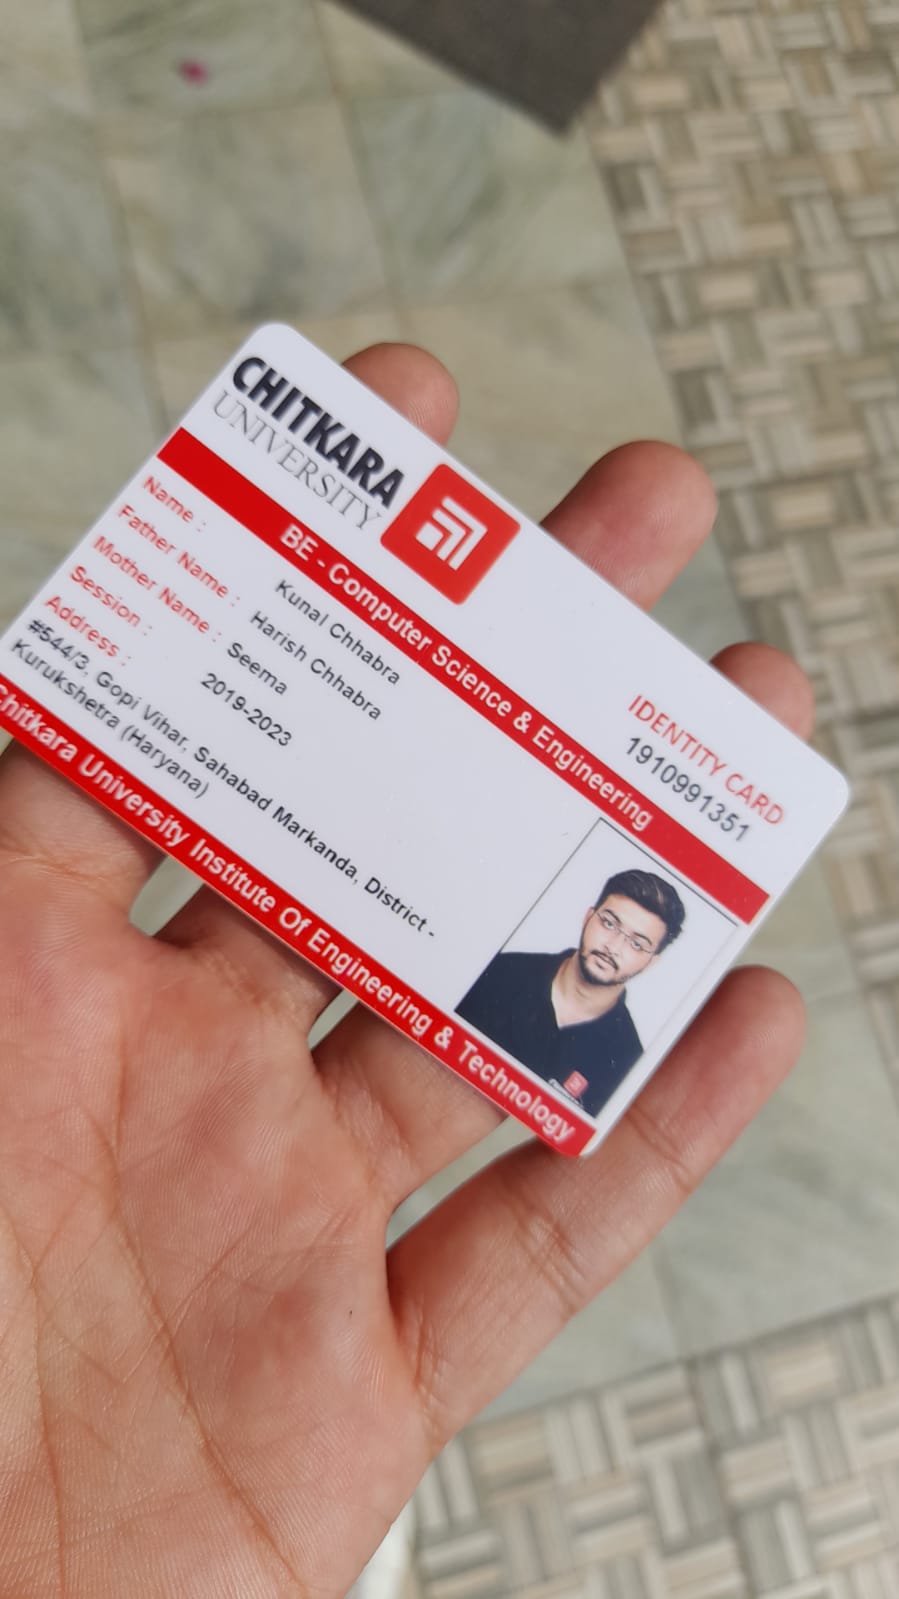 CHITKARA
UNIVERSITY
IDENTITY CARD
1910991351
BE - Computer Science & Engineering
Name : Kunal Chhabra
Father Name : Harish Chhabra
Mother Name : Seema
Session : 2019-2023
Address :
#544/3, Gopi Vihar, Sahabad Markanda, District -
Kurukshetra (Haryana)
Chitkara University Institute Of Engineering & Technology